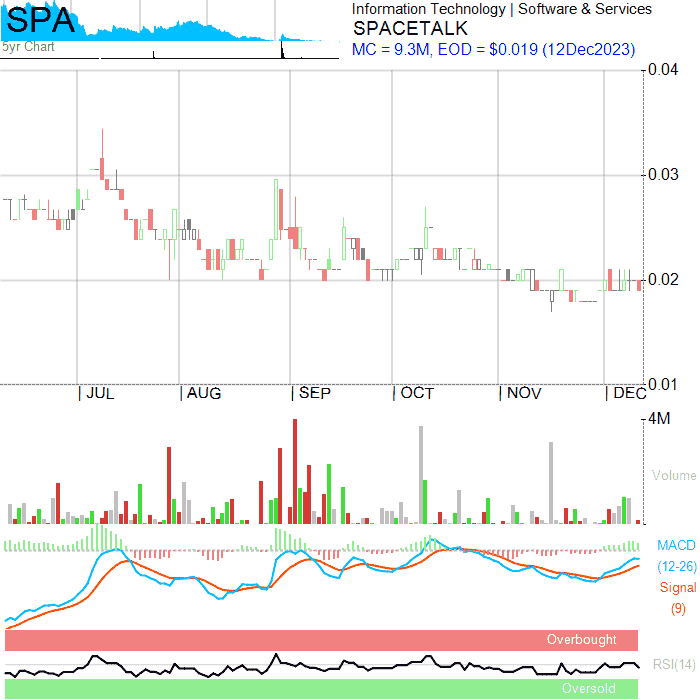 SPA
5yr Chart
Information Technology | Software & Services
SPACETALK
MC = 9.3M, EOD = $0.019 (12Dec2023)
0.04
0.03
0.02
0.01
JUL
AUG
SEP
OCT
NOV
DEC
4M
Volume
MACD
(12-26)
Signal
(9)
Overbought
RSI(14)
Oversold